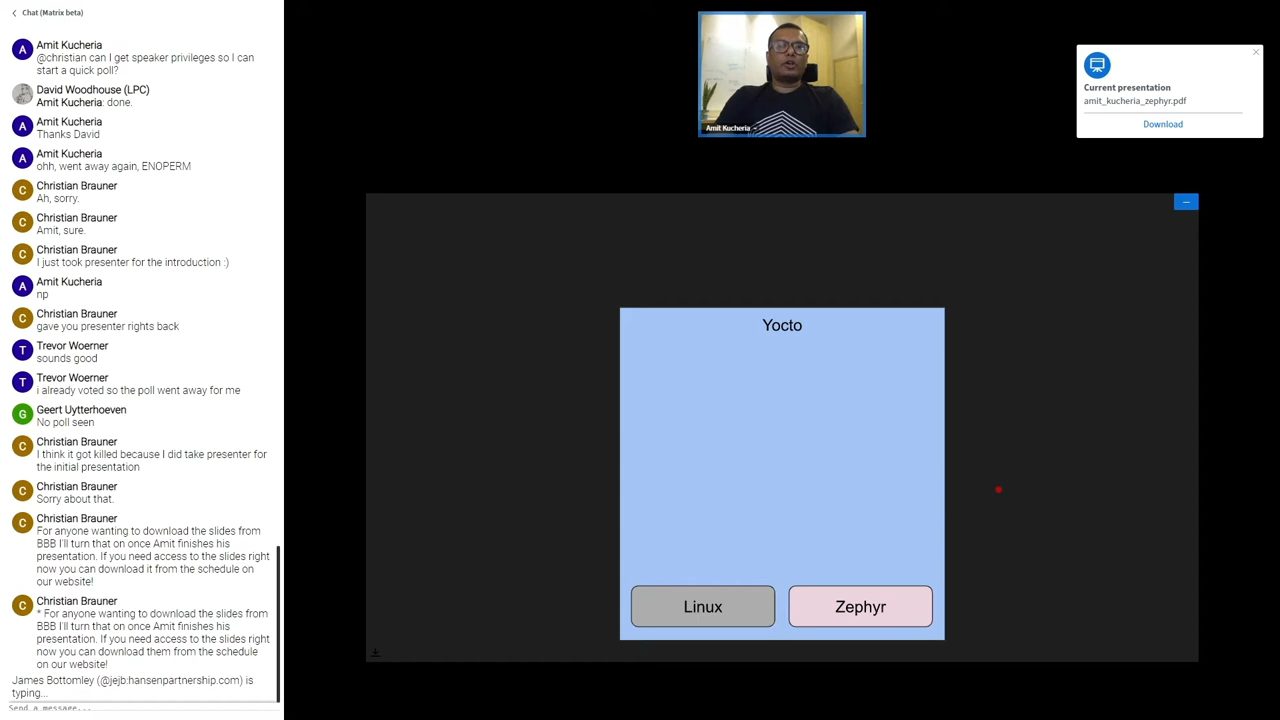 Chat (Matrix beta)
A
Amit Kucheria
@christian can I get speaker privileges so I can
start a quick poll?
David Woodhouse (LPC)
Amit Kucheria: done.
A
Amit Kucheria
Thanks David
A
Amit Kucheria
ohh, went away again, ENOPERM
C
Christian Brauner
Ah, sorry.
C
Christian Brauner
Amit, sure.
C
Christian Brauner
I just took presenter for the introduction :)
A
Amit Kucheria
np
C
Christian Brauner
gave you presenter rights back
T
Trevor Woerner
sounds good
T
Trevor Woerner
i already voted so the poll went away for me
G
Geert Uytterhoeven
No poll seen
C
Christian Brauner
I think it got killed because I did take presenter for
the initial presentation
C
Christian Brauner
Sorry about that.
C
Christian Brauner
For anyone wanting to download the slides from
BBB I'll turn that on once Amit finishes his
presentation. If you need access to the slides right
now you can download it from the schedule on
our website!
C
Christian Brauner
* For anyone wanting to download the slides from
BBB I'll turn that on once Amit finishes his
presentation. If you need access to the slides right
now you can download them from the schedule
on our website!
James Bottomley (@jejb:hansenpartnership.com) is
typing...
Send a message...
Amit Kucheria
Current presentation
amit_kucheria_zephyr.pdf
Download
Yocto
Linux
Zephyr